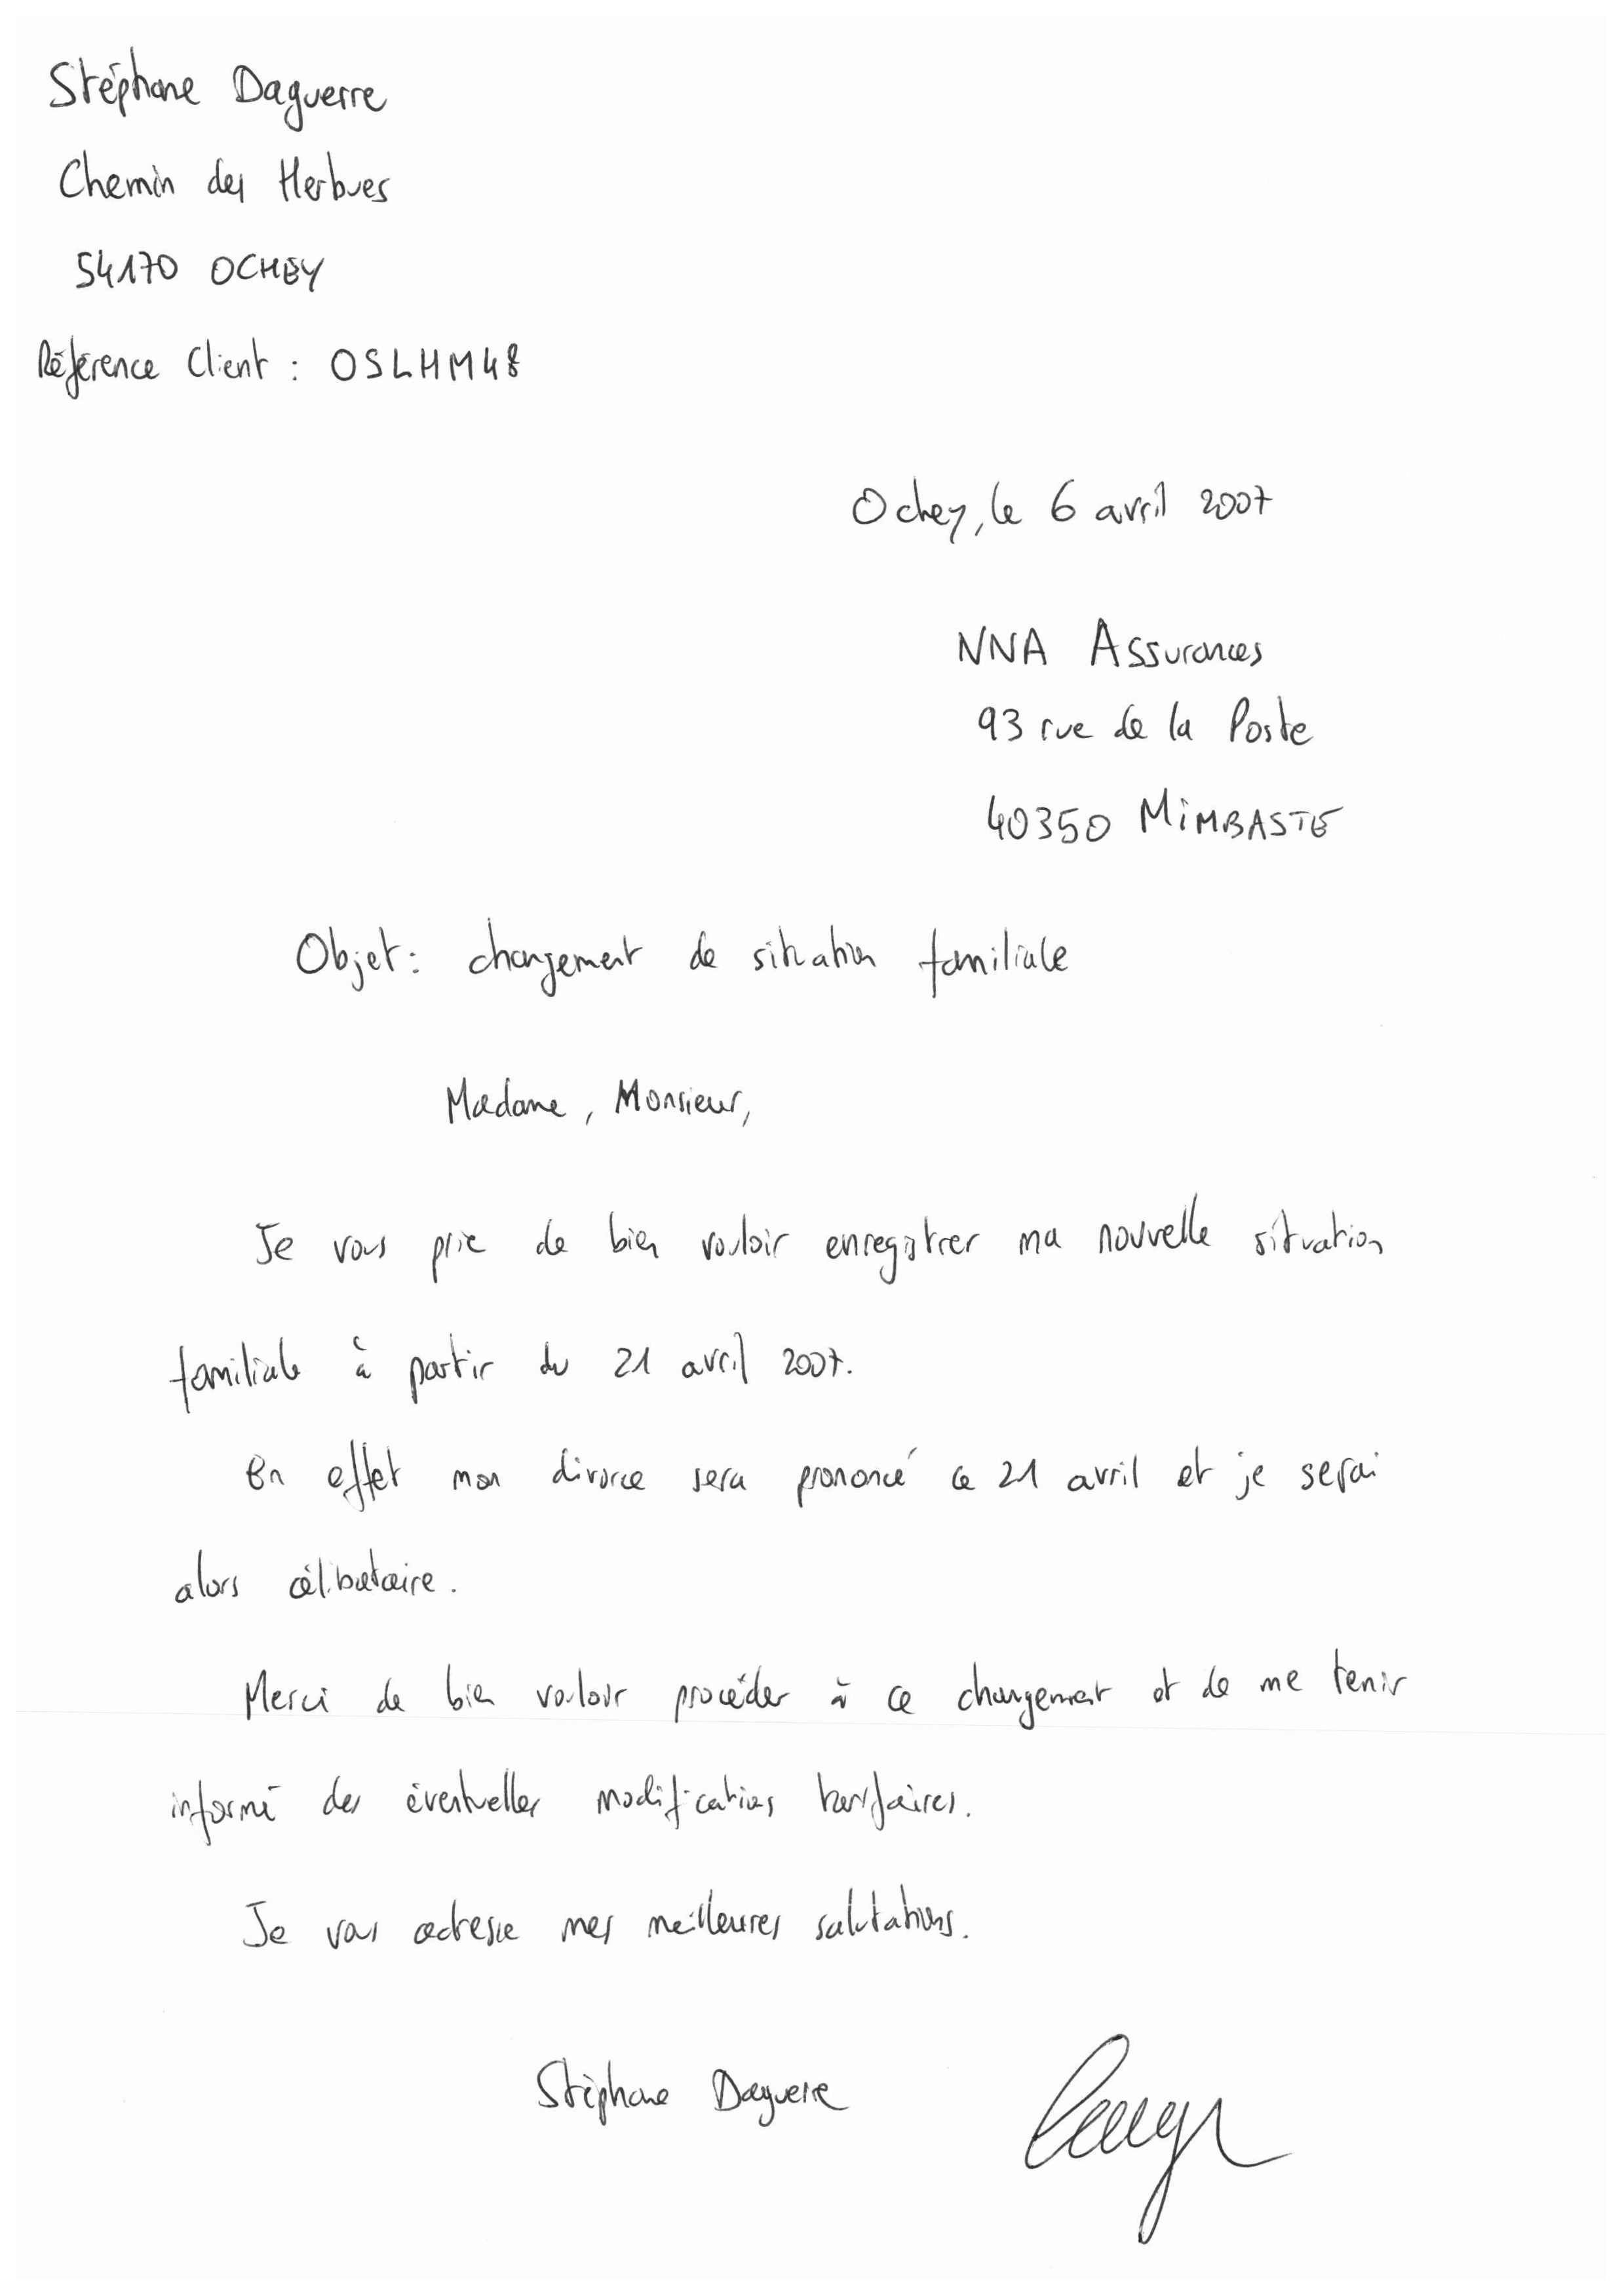 Stéphane Daguerre
Chemin des Herbues
54170 OCHEY
Référence Client : OSLHM48
Ochey, le 6 avril 2007
NNA Assurances
93 rue de la Poste
40350 MIMBASTE
Objet : changement de situation familiale
Madame, Monsieur,
Je vous prie de bien vouloir enregistrer ma nouvelle situation
familiale à partir du 21 avril 2007.
En effet mon divorce sera prononcé ce 21 avril et je serai
alors célibataire.
Merci de bien vouloir procéder à ce changement et de me tenir
informé des éventuelles modifications tarifaires.
Je vous adresse mes meilleures salutations.
Stéphane Daguerre